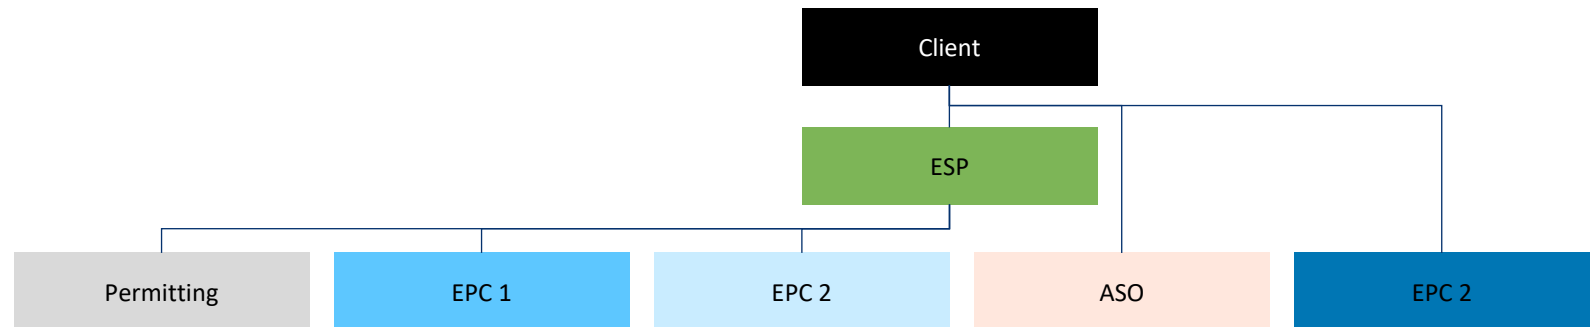 Client
ESP
Permitting
EPC 1
EPC 2
ASO
EPC 2